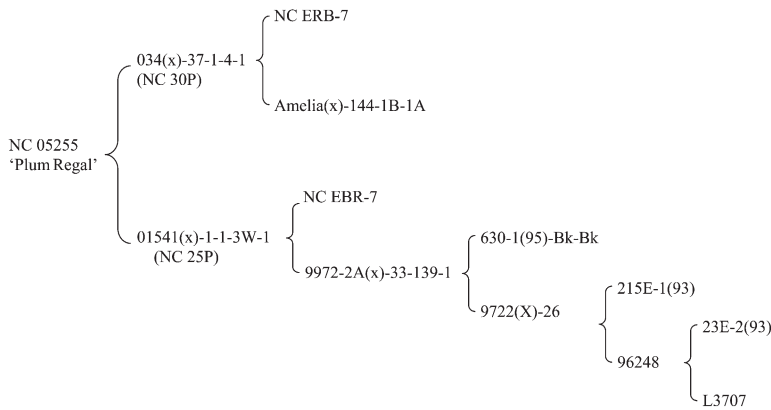 NC ERB-7
034(x)-37-1-4-1
(NC 30P)
Amelia(x)-144-1B-1A
NC 05255
‘Plum Regal’
NC EBR-7
01541(x)-1-1-3W-1
(NC 25P)
630-1(95)-Bk-Bk
9972-2A(x)-33-139-1
215E-1(93)
9722(X)-26
23E-2(93)
96248
L3707